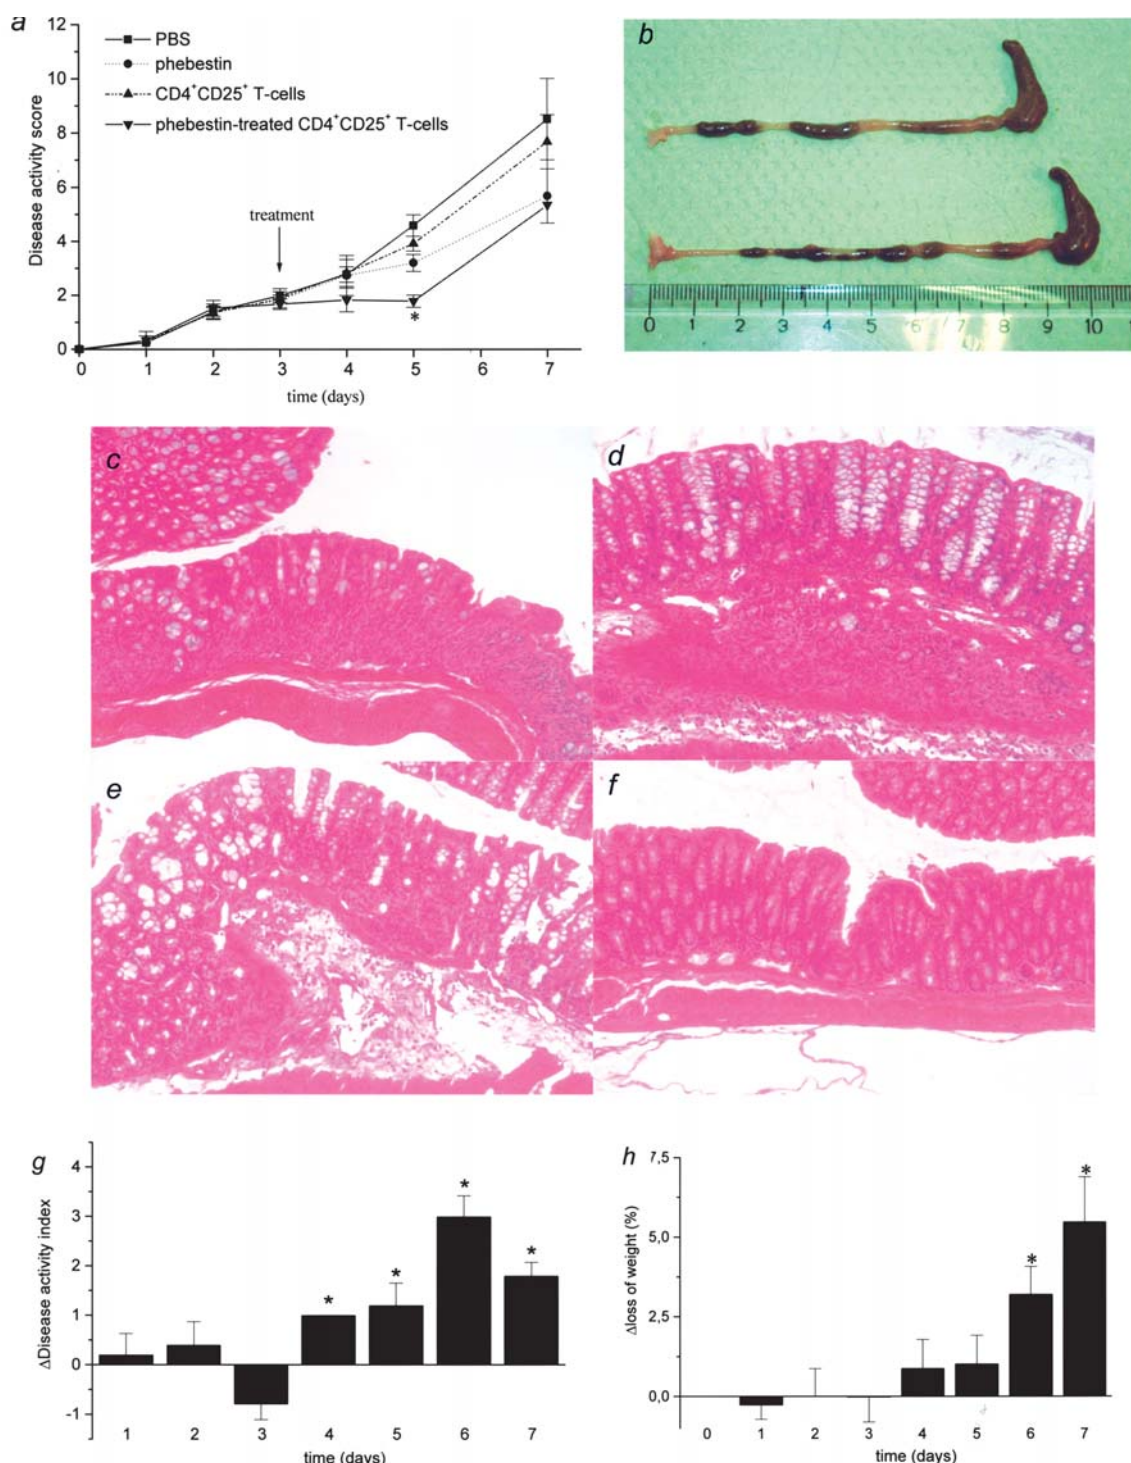 a
12
10
8
6
4
2
0
Disease activity score
PBS
phebestin
CD4⁺CD25⁺ T-cells
phebestin-treated CD4⁺CD25⁺ T-cells
treatment
*
0 1 2 3 4 5 6 7
time (days)
b
0 1 2 3 4 5 6 7 8 9 10
c
d
e
f
g
4
3
2
1
0
-1
ΔDisease activity index
* * * *
1 2 3 4 5 6 7
time (days)
h
7,5
5,0
2,5
0,0
Δloss of weight (%)
* *
0 1 2 3 4 5 6 7
time (days)